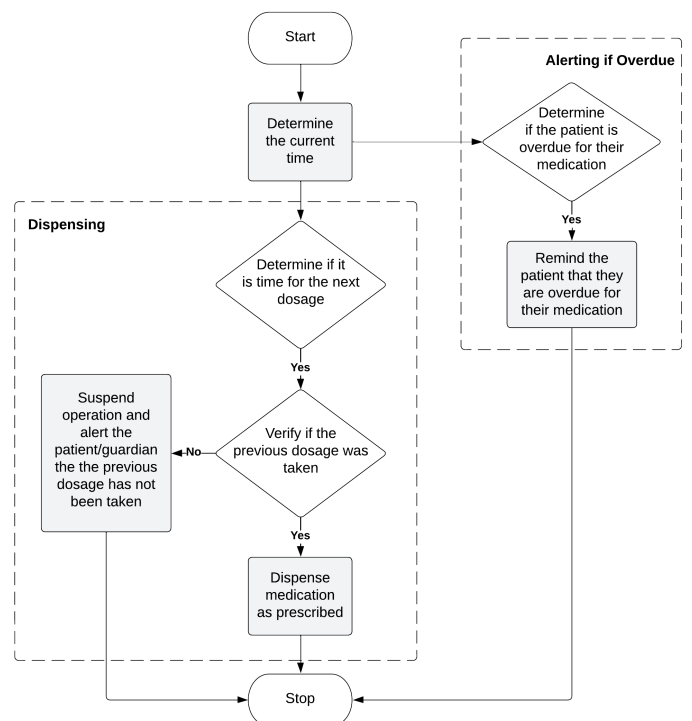 Start
Determine
the current
time
Alerting if Overdue
Determine
if the patient is
overdue for their
medication
Yes
Remind the
patient that they
are overdue for
their medication
Dispensing
Determine if it
is time for the next
dosage
Yes
Verify if the
previous dosage was
taken
No
Suspend
operation and
alert the
patient/guardian
the the previous
dosage has not
been taken
Yes
Dispense
medication
as prescribed
Stop